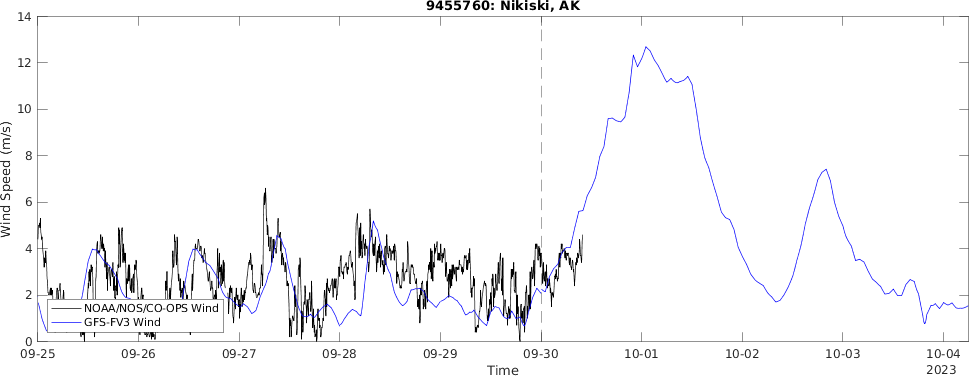 9455760: Nikiski, AK
14
12
10
8
6
4
2
0
Wind Speed (m/s)
NOAA/NOS/CO-OPS Wind
GFS-FV3 Wind
09-25 09-26 09-27 09-28 09-29 09-30 10-01 10-02 10-03 10-04
Time
2023